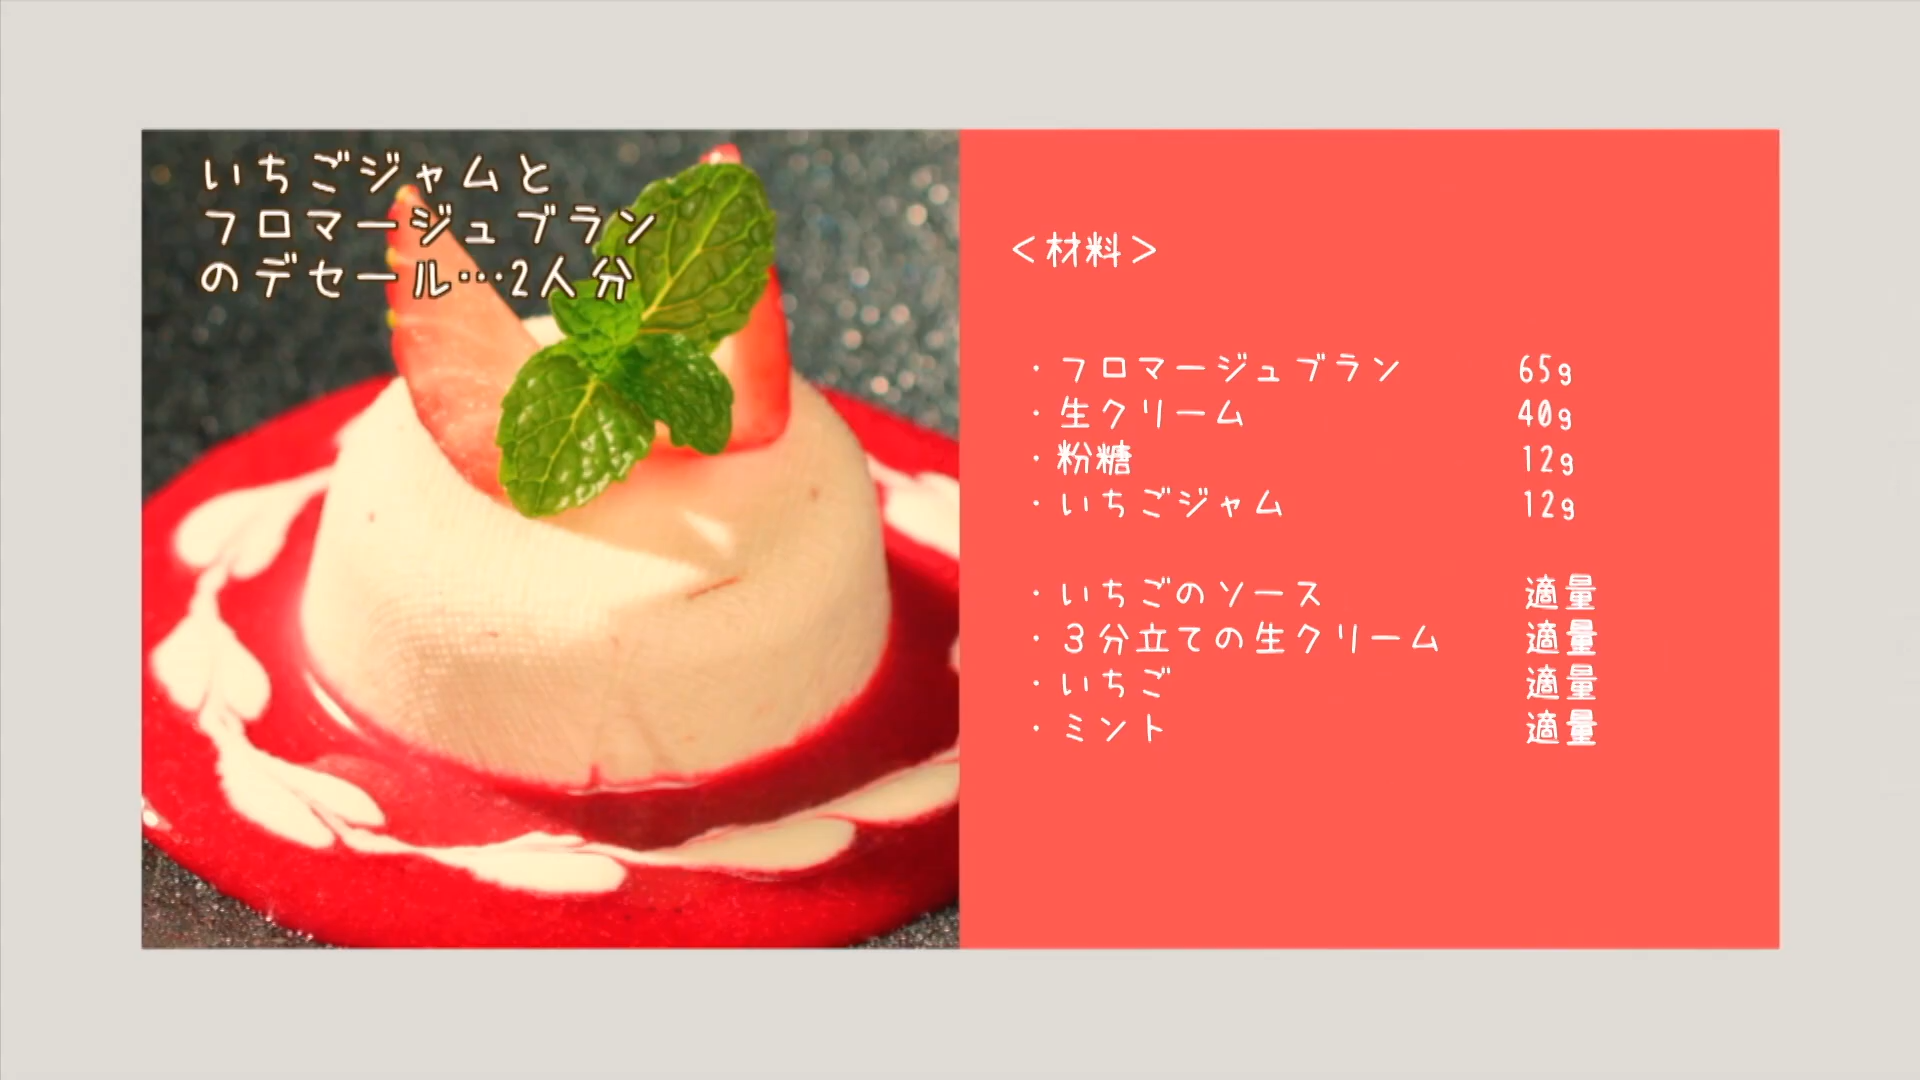 いちごジャムと
フロマージュブラン
のデセール…2人分
＜材料＞
・フロマージュブラン 65g
・生クリーム 40g
・粉糖 12g
・いちごジャム 12g
・いちごのソース 適量
・３分立ての生クリーム 適量
・いちご 適量
・ミント 適量